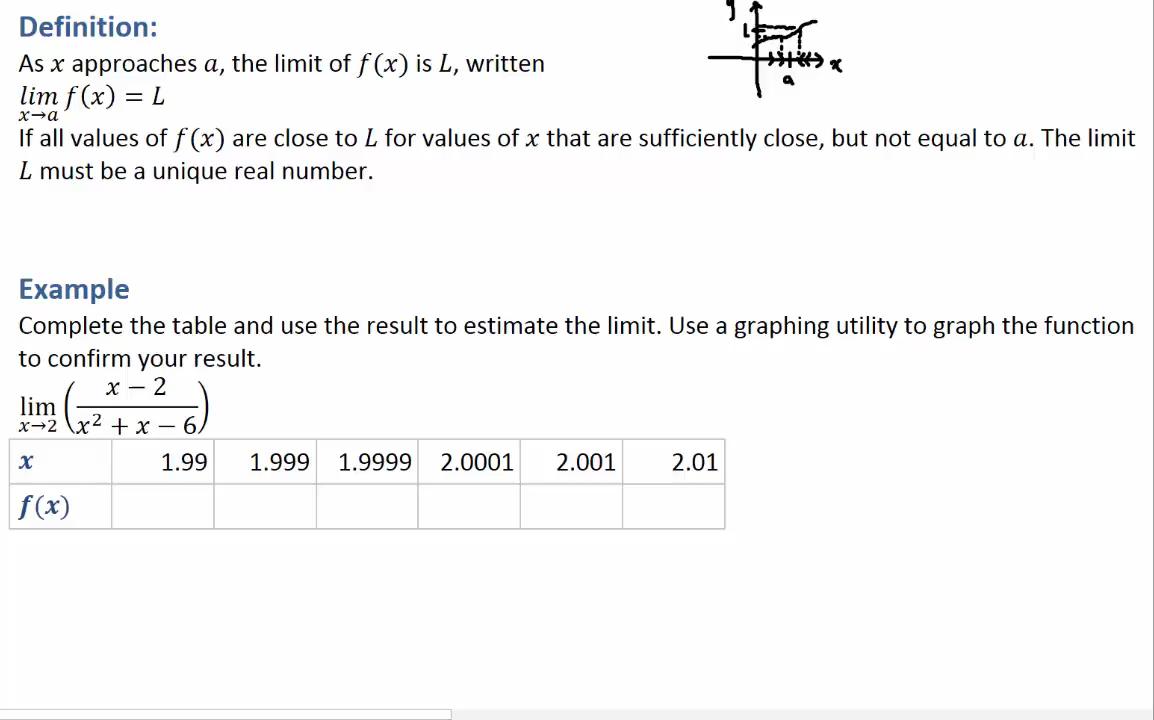 Definition:
As x approaches a, the limit of f(x) is L, written
lim f(x) = L
x→a
If all values of f(x) are close to L for values of x that are sufficiently close, but not equal to a. The limit
L must be a unique real number.
y
L
x
a
Example
Complete the table and use the result to estimate the limit. Use a graphing utility to graph the function
to confirm your result.
lim x→2 ( (x − 2) / (x² + x − 6) )
x 1.99 1.999 1.9999 2.0001 2.001 2.01
f(x)